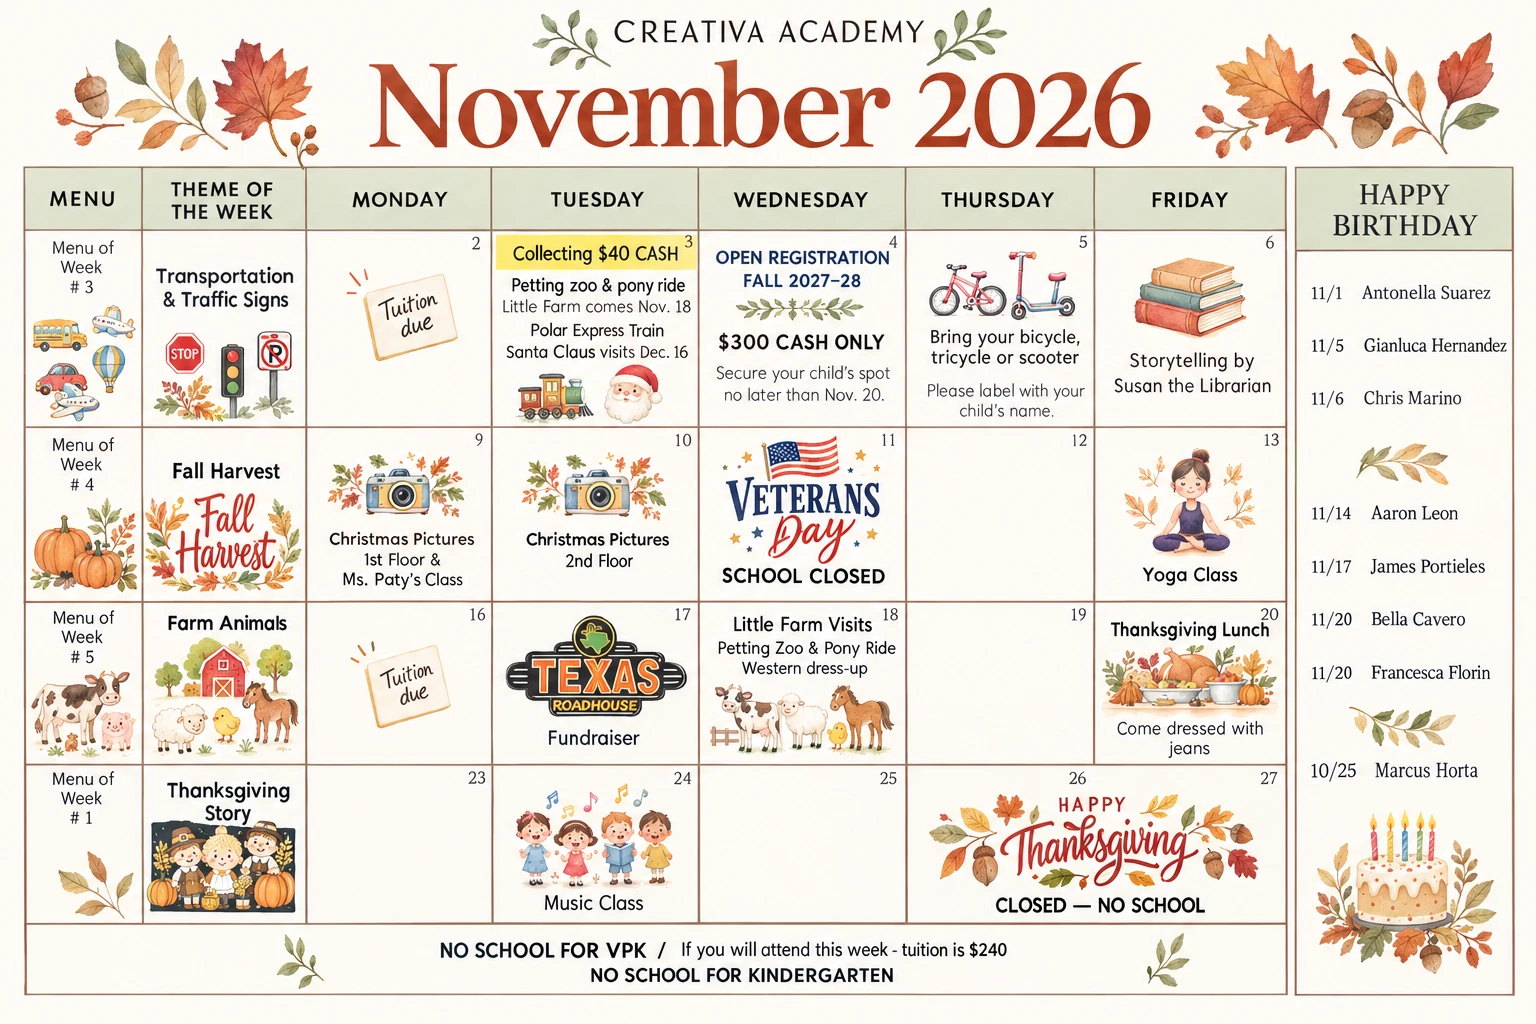 CREATIVA ACADEMY
November 2026
MENU
THEME OF
THE WEEK
MONDAY
TUESDAY
WEDNESDAY
THURSDAY
FRIDAY
Menu of
Week
# 3
Transportation
& Traffic Signs
STOP
P
2
Tuition
due
3
Collecting $40 CASH
Petting zoo & pony ride
Little Farm comes Nov. 18
Polar Express Train
Santa Claus visits Dec. 16
4
OPEN REGISTRATION
FALL 2027–28
$300 CASH ONLY
Secure your child's spot
no later than Nov. 20.
5
Bring your bicycle,
tricycle or scooter
Please label with your
child's name.
6
Storytelling by
Susan the Librarian
Menu of
Week
# 4
Fall Harvest
Fall
Harvest
9
Christmas Pictures
1st Floor &
Ms. Paty's Class
10
Christmas Pictures
2nd Floor
11
VETERANS
Day
SCHOOL CLOSED
12
13
Yoga Class
Menu of
Week
# 5
Farm Animals
16
Tuition
due
17
TEXAS
ROADHOUSE
Fundraiser
18
Little Farm Visits
Petting Zoo & Pony Ride
Western dress-up
19
20
Thanksgiving Lunch
Come dressed with
jeans
Menu of
Week
# 1
Thanksgiving
Story
23
24
Music Class
25
26
27
HAPPY
Thanksgiving
CLOSED — NO SCHOOL
NO SCHOOL FOR VPK / If you will attend this week - tuition is $240
NO SCHOOL FOR KINDERGARTEN
HAPPY
BIRTHDAY
11/1 Antonella Suarez
11/5 Gianluca Hernandez
11/6 Chris Marino
11/14 Aaron Leon
11/17 James Portieles
11/20 Bella Cavero
11/20 Francesca Florin
10/25 Marcus Horta